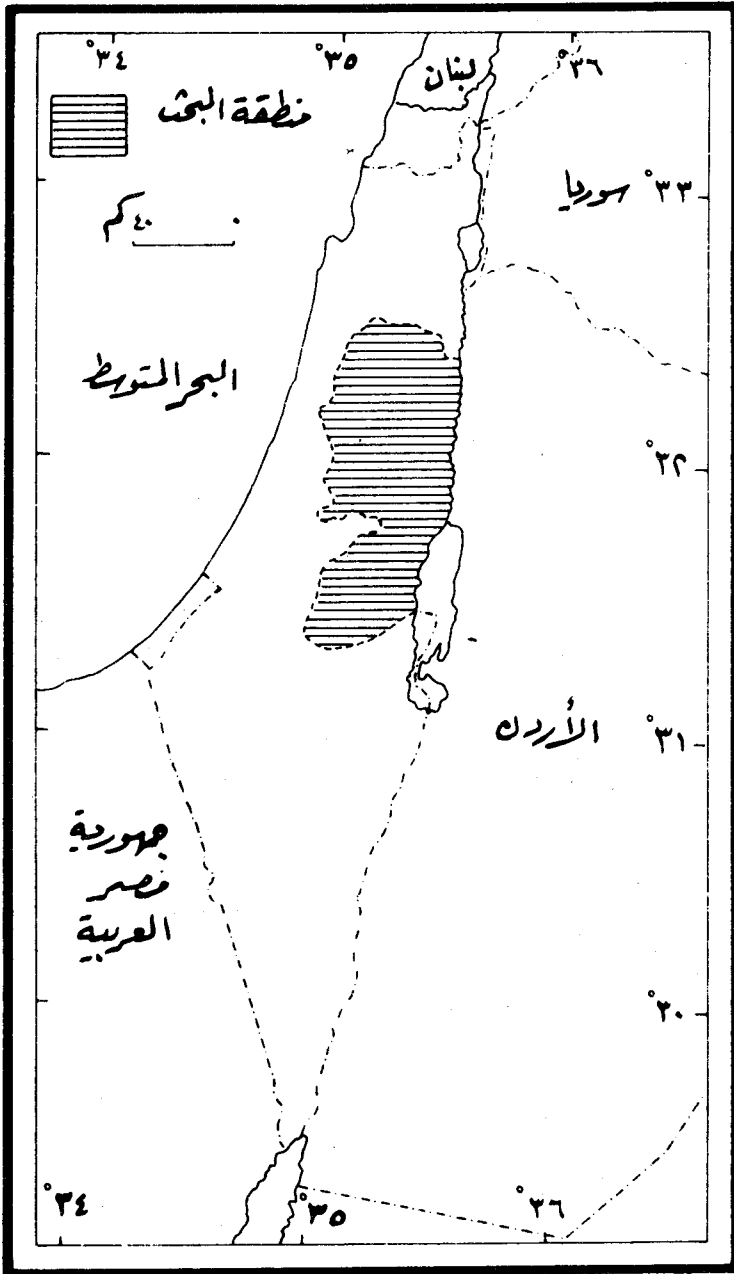 °٣٤ °٣٥ °٣٦
لبنان
منطقة البحث
سوريا °٣٣
٠ ٤٠ كم
البحر المتوسط
°٣٢
الأردن °٣١
جمهورية
مصر
العربية
°٣٠
°٣٤ °٣٥ °٣٦